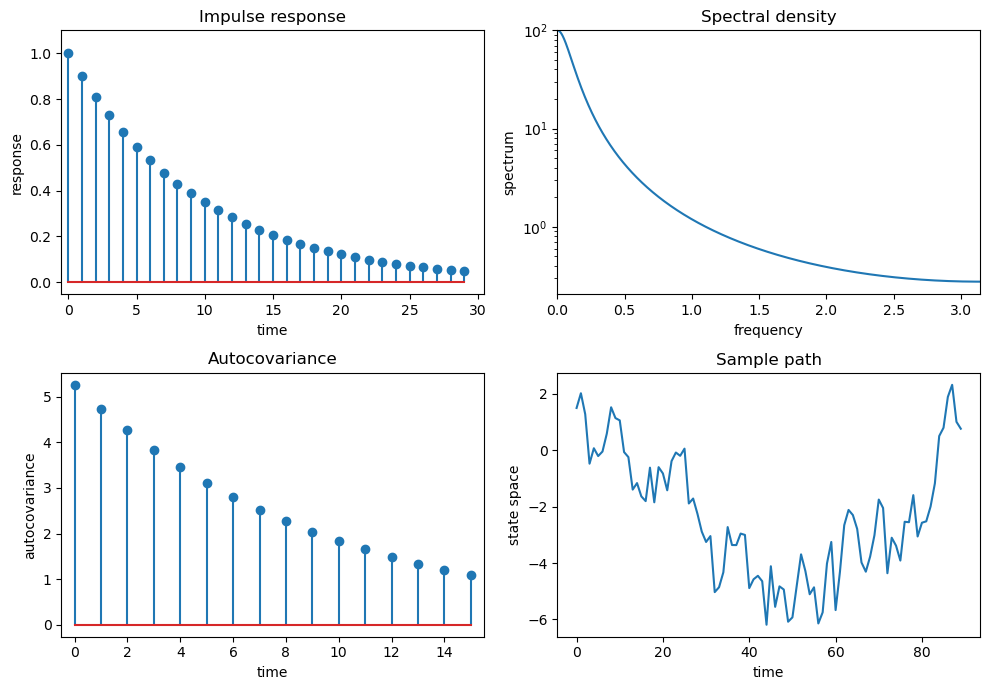 Impulse response
1.0
0.8
0.6
0.4
0.2
0.0
response
0 5 10 15 20 25 30
time
Spectral density
10²
10¹
10⁰
spectrum
0.0 0.5 1.0 1.5 2.0 2.5 3.0
frequency
Autocovariance
5
4
3
2
1
0
autocovariance
0 2 4 6 8 10 12 14
time
Sample path
2
0
−2
−4
−6
state space
0 20 40 60 80
time